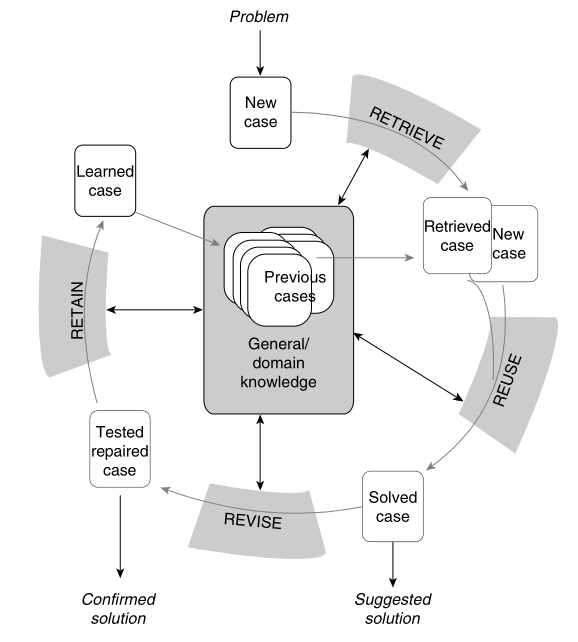 Problem
New
case
RETRIEVE
Learned
case
Retrieved
case
New
case
Previous
cases
General/
domain
knowledge
RETAIN
REUSE
Tested
repaired
case
REVISE
Solved
case
Confirmed
solution
Suggested
solution